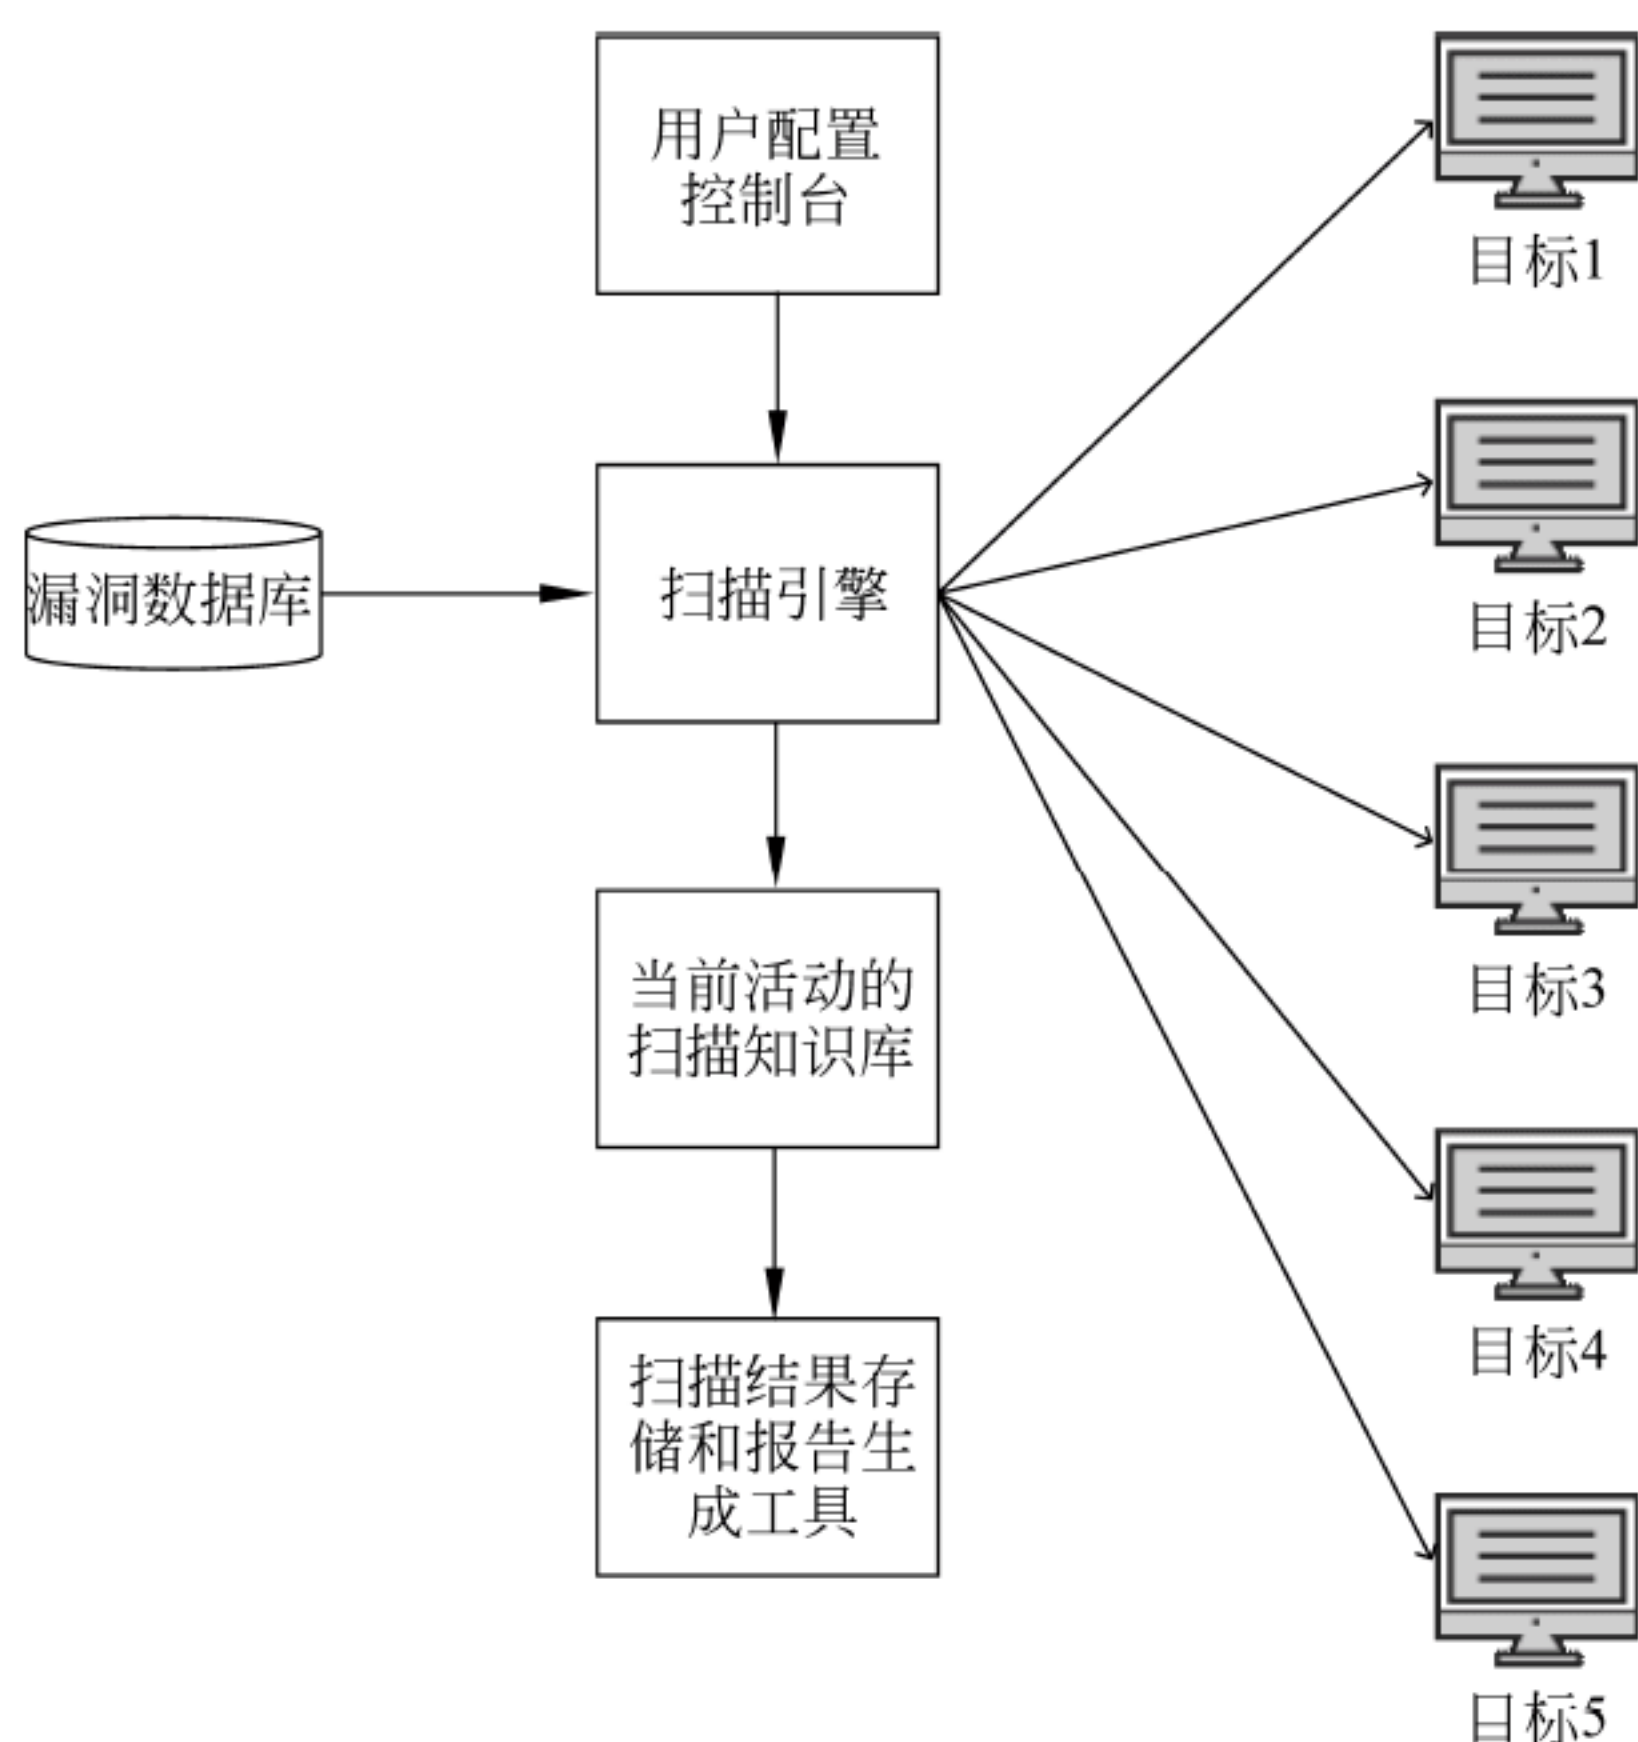 用户配置
控制台
目标1
漏洞数据库
扫描引擎
目标2
当前活动的
扫描知识库
目标3
扫描结果存
储和报告生
成工具
目标4
目标5